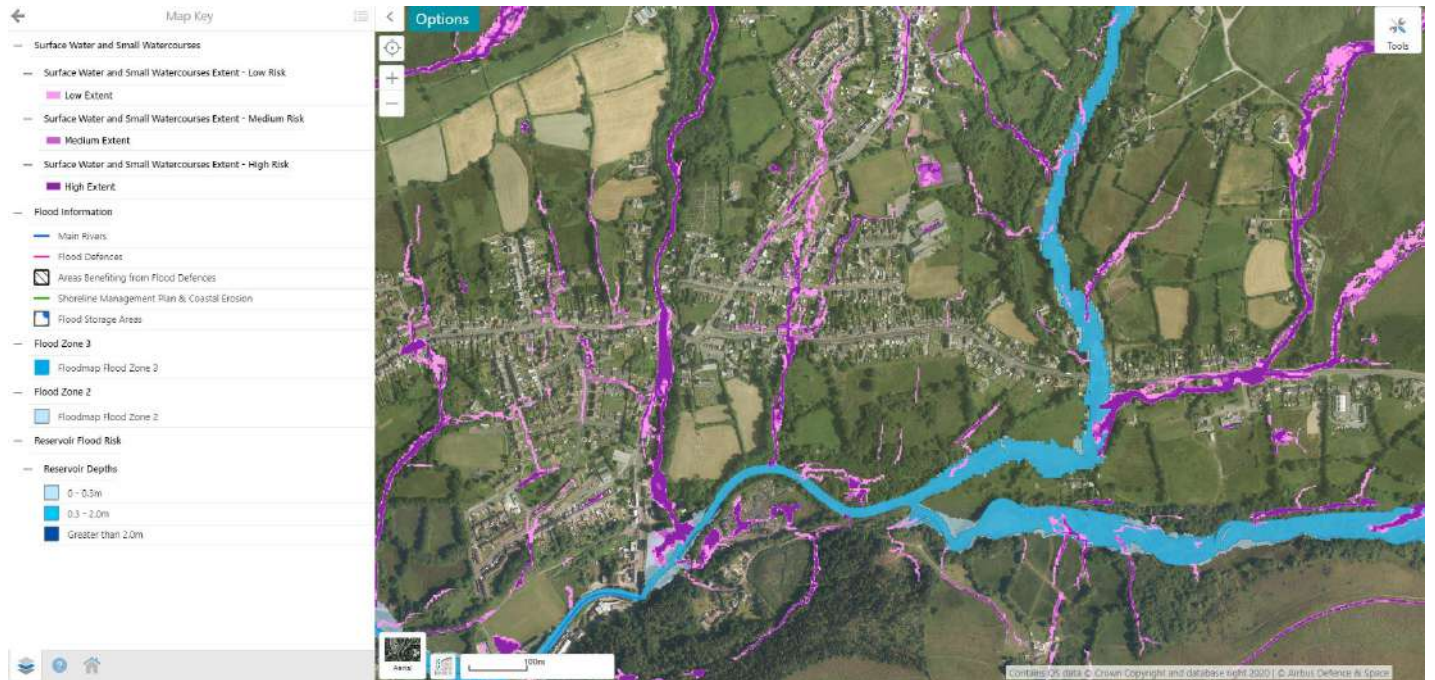 Map Key
Surface Water and Small Watercourses
Surface Water and Small Watercourses Extent - Low Risk
Low Extent
Surface Water and Small Watercourses Extent - Medium Risk
Medium Extent
Surface Water and Small Watercourses Extent - High Risk
High Extent
Flood Information
Main Rivers
Flood Defences
Areas Benefiting from Flood Defences
Shoreline Management Plan & Coastal Erosion
Flood Storage Areas
Flood Zone 3
Floodmap Flood Zone 3
Flood Zone 2
Floodmap Flood Zone 2
Reservoir Flood Risk
Reservoir Depths
0 - 0.3m
0.3 - 2.0m
Greater than 2.0m
Options
Tools
Aerial
100m
Contains OS data © Crown Copyright and database right 2020 | © Airbus Defence & Space